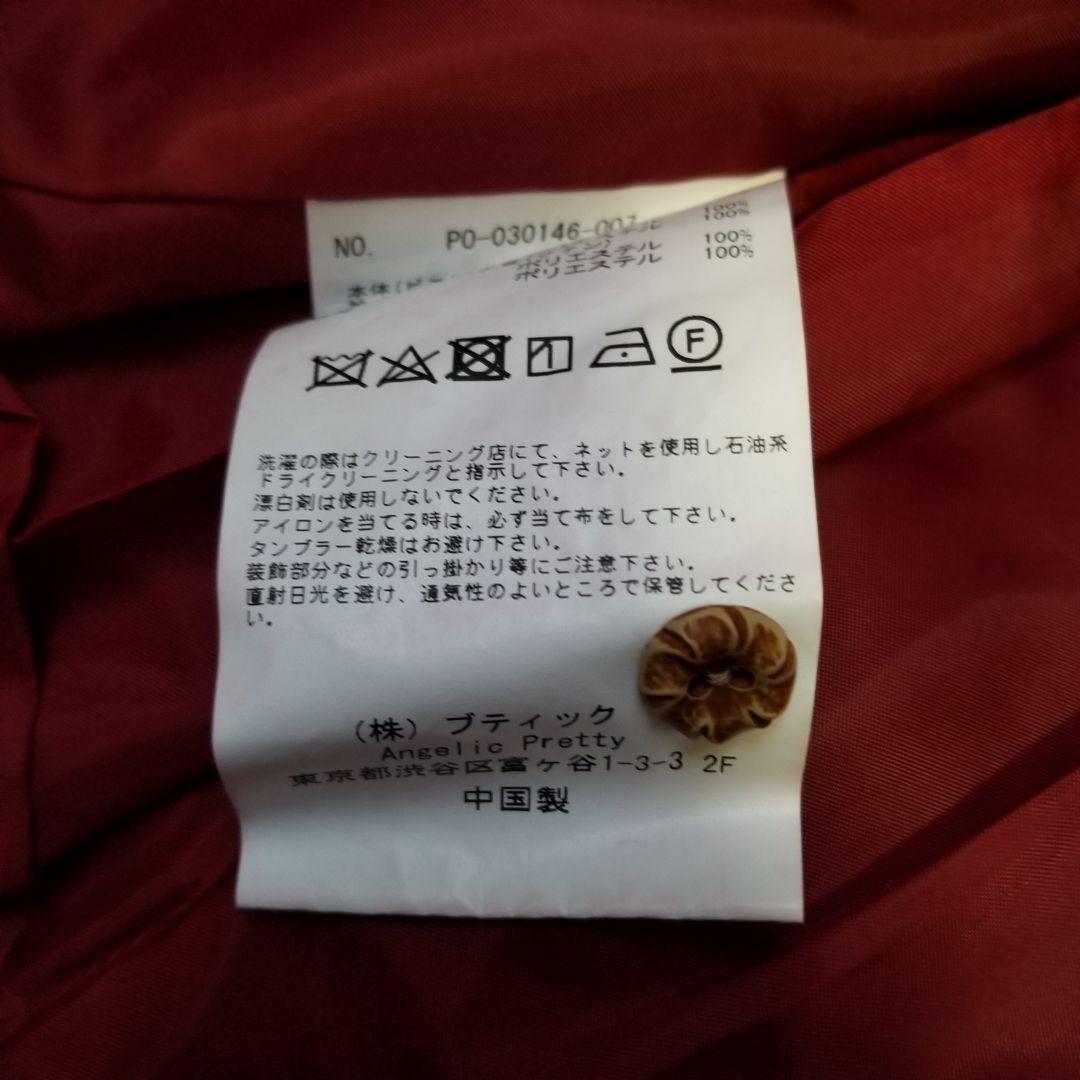 NO. PO-030146-007
100%
100%
本体(ピ
ポリエステル 100%
ポリエステル 100%
F
洗濯の際はクリーニング店にて、ネットを使用し石油系
ドライクリーニングと指示して下さい。
漂白剤は使用しないでください。
アイロンを当てる時は、必ず当て布をして下さい。
タンブラー乾燥はお避け下さい。
装飾部分などの引っ掛かり等にご注意下さい。
直射日光を避け、通気性のよいところで保管してくださ
い。
(株) ブティック
Angelic Pretty
東京都渋谷区富ヶ谷1-3-3 2F
中国製